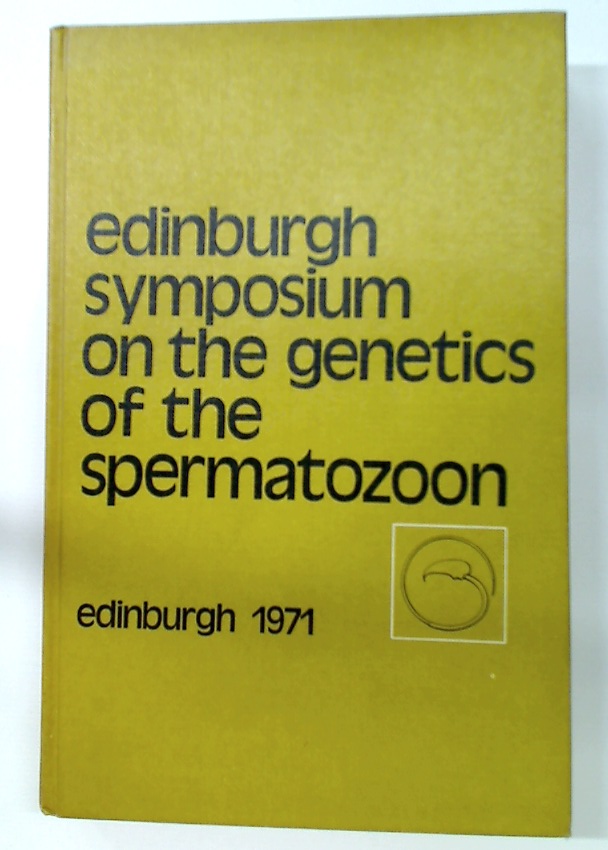 edinburgh
symposium
on the genetics
of the
spermatozoon
edinburgh 1971